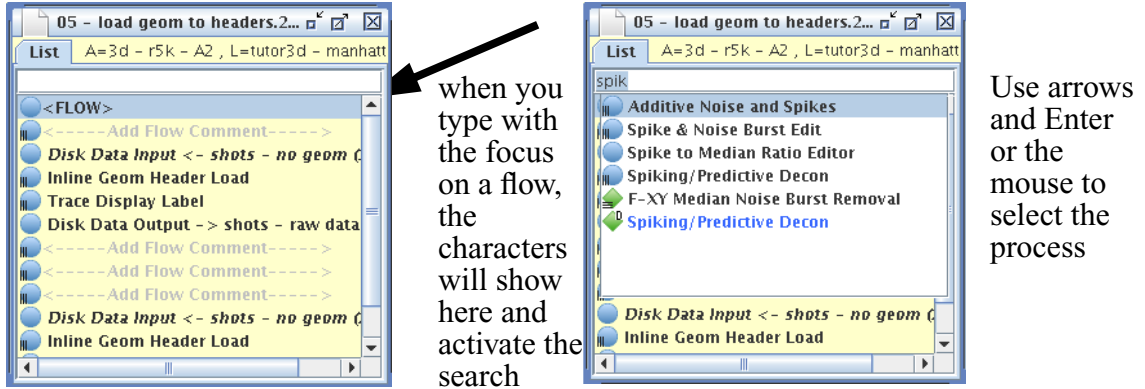 05 - load geom to headers.2...
List A=3d - r5k - A2 , L=tutor3d - manhatt
<FLOW>
<-----Add Flow Comment----->
Disk Data Input <- shots - no geom (
Inline Geom Header Load
Trace Display Label
Disk Data Output -> shots - raw data
<-----Add Flow Comment----->
<-----Add Flow Comment----->
<-----Add Flow Comment----->
Disk Data Input <- shots - no geom (
Inline Geom Header Load
when you
type with
the focus
on a flow,
the
characters
will show
here and
activate the
search
05 - load geom to headers.2...
List A=3d - r5k - A2 , L=tutor3d - manhatt
spik
Additive Noise and Spikes
Spike & Noise Burst Edit
Spike to Median Ratio Editor
Spiking/Predictive Decon
F-XY Median Noise Burst Removal
D Spiking/Predictive Decon
Disk Data Input <- shots - no geom (
Inline Geom Header Load
Use arrows
and Enter
or the
mouse to
select the
process